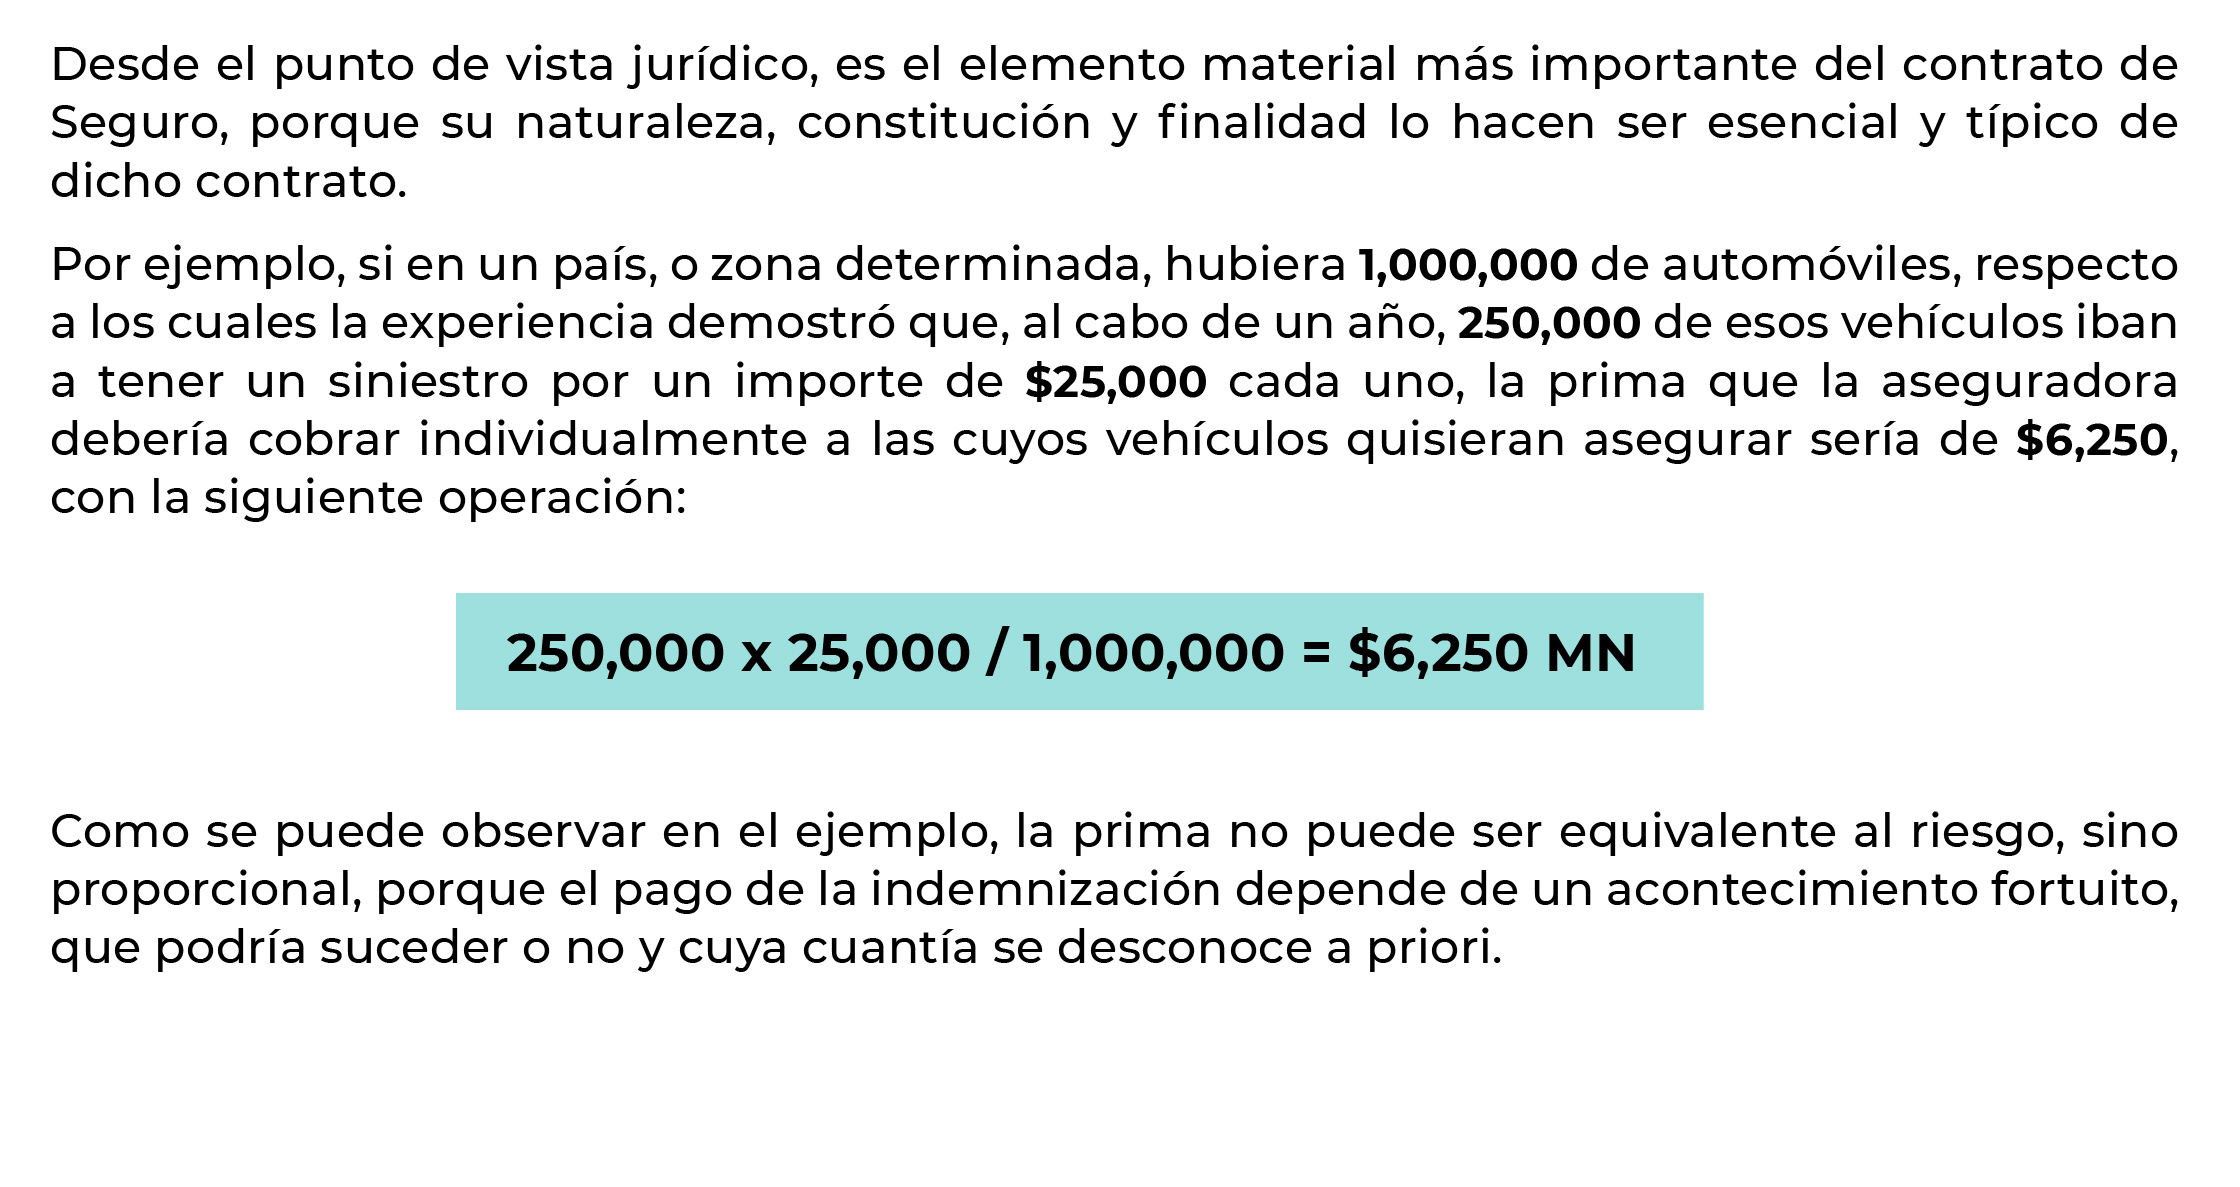 Desde el punto de vista jurídico, es el elemento material más importante del contrato de
Seguro, porque su naturaleza, constitución y finalidad lo hacen ser esencial y típico de
dicho contrato.
Por ejemplo, si en un país, o zona determinada, hubiera 1,000,000 de automóviles, respecto
a los cuales la experiencia demostró que, al cabo de un año, 250,000 de esos vehículos iban
a tener un siniestro por un importe de $25,000 cada uno, la prima que la aseguradora
debería cobrar individualmente a las cuyos vehículos quisieran asegurar sería de $6,250,
con la siguiente operación:
250,000 x 25,000 / 1,000,000 = $6,250 MN
Como se puede observar en el ejemplo, la prima no puede ser equivalente al riesgo, sino
proporcional, porque el pago de la indemnización depende de un acontecimiento fortuito,
que podría suceder o no y cuya cuantía se desconoce a priori.